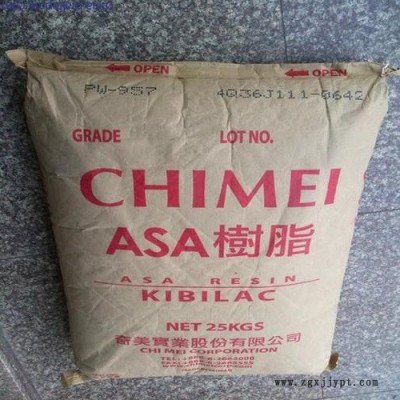 OPEN OPEN
PW-957 4Q36J111-0642
GRADE LOT NO.
CHIMEI
ASA樹脂
ASA RESIN
KIBILAC
NET 25KGS
奇美實業股份有限公司
CHI MEI CORPORATION
www.zgxjjypt.com